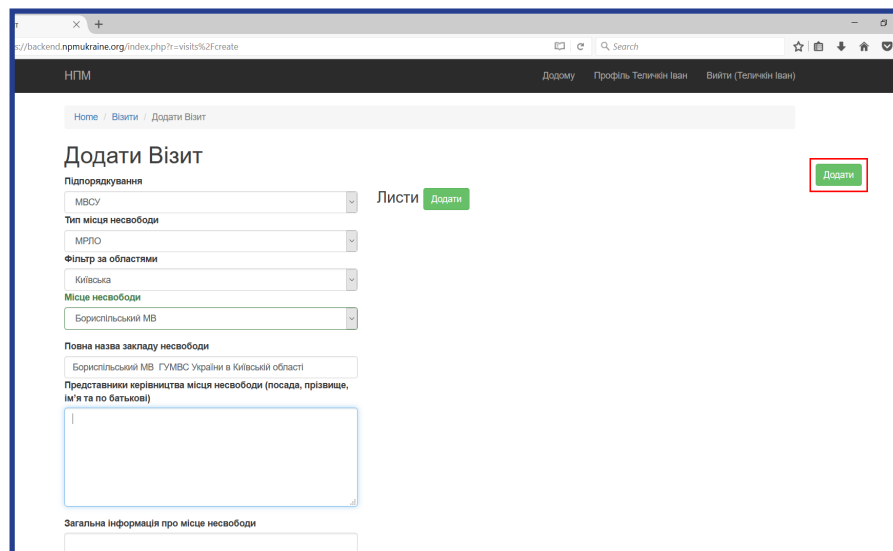 т
s://backend.npmukraine.org/index.php?r=visits%2Fcreate
Search
НПМ
Додому Профіль Теличкін Іван Вийти (Теличкін Іван)
Home / Візити / Додати Візит
Додати Візит
Додати
Підпорядкування
МВСУ
Листи Додати
Тип місця несвободи
МРЛО
Фільтр за областями
Київська
Місце несвободи
Бориспільський МВ
Повна назва закладу несвободи
Бориспільський МВ ГУМВС України в Київській області
Представники керівництва місця несвободи (посада, прізвище,
ім'я та по батькові)
Загальна інформація про місце несвободи